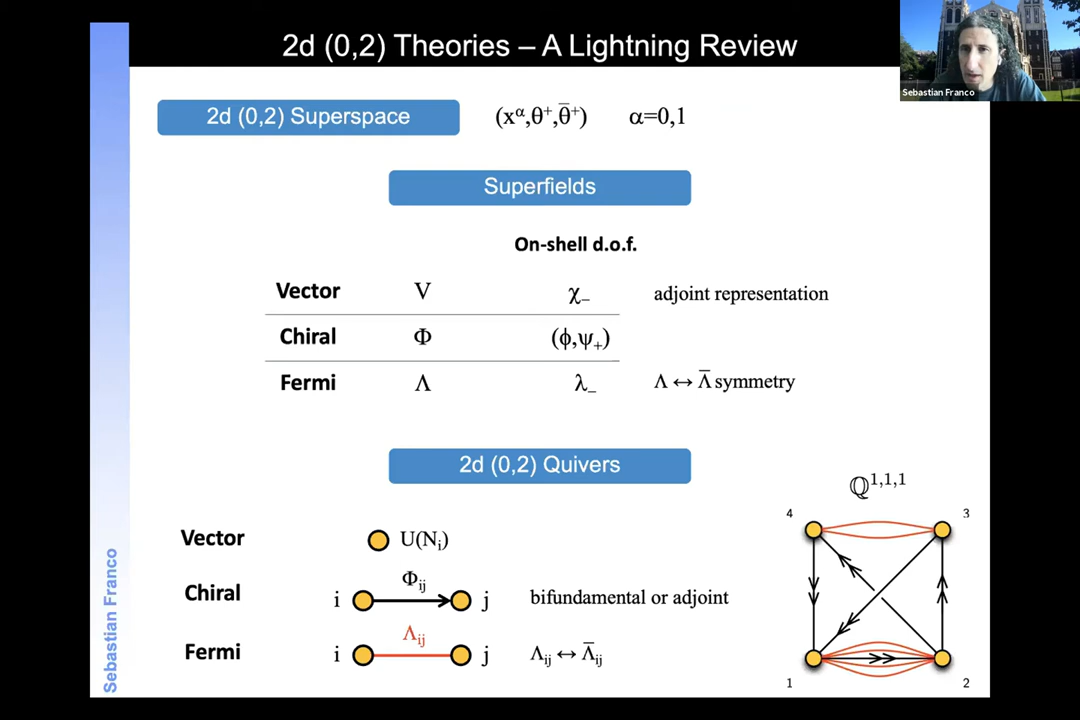 2d (0,2) Theories – A Lightning Review
Sebastian Franco
2d (0,2) Superspace (xᵅ,θ⁺,θ̄⁺) α=0,1
Superfields
On-shell d.o.f.
Vector V χ₋ adjoint representation
Chiral Φ (ϕ,ψ₊)
Fermi Λ λ₋ Λ ↔ Λ̄ symmetry
2d (0,2) Quivers
ℚ¹,¹,¹
4 3
Vector U(Nᵢ)
Chiral i Φᵢⱼ j bifundamental or adjoint
Fermi i Λᵢⱼ j Λᵢⱼ ↔ Λ̄ᵢⱼ
1 2
Sebastian Franco